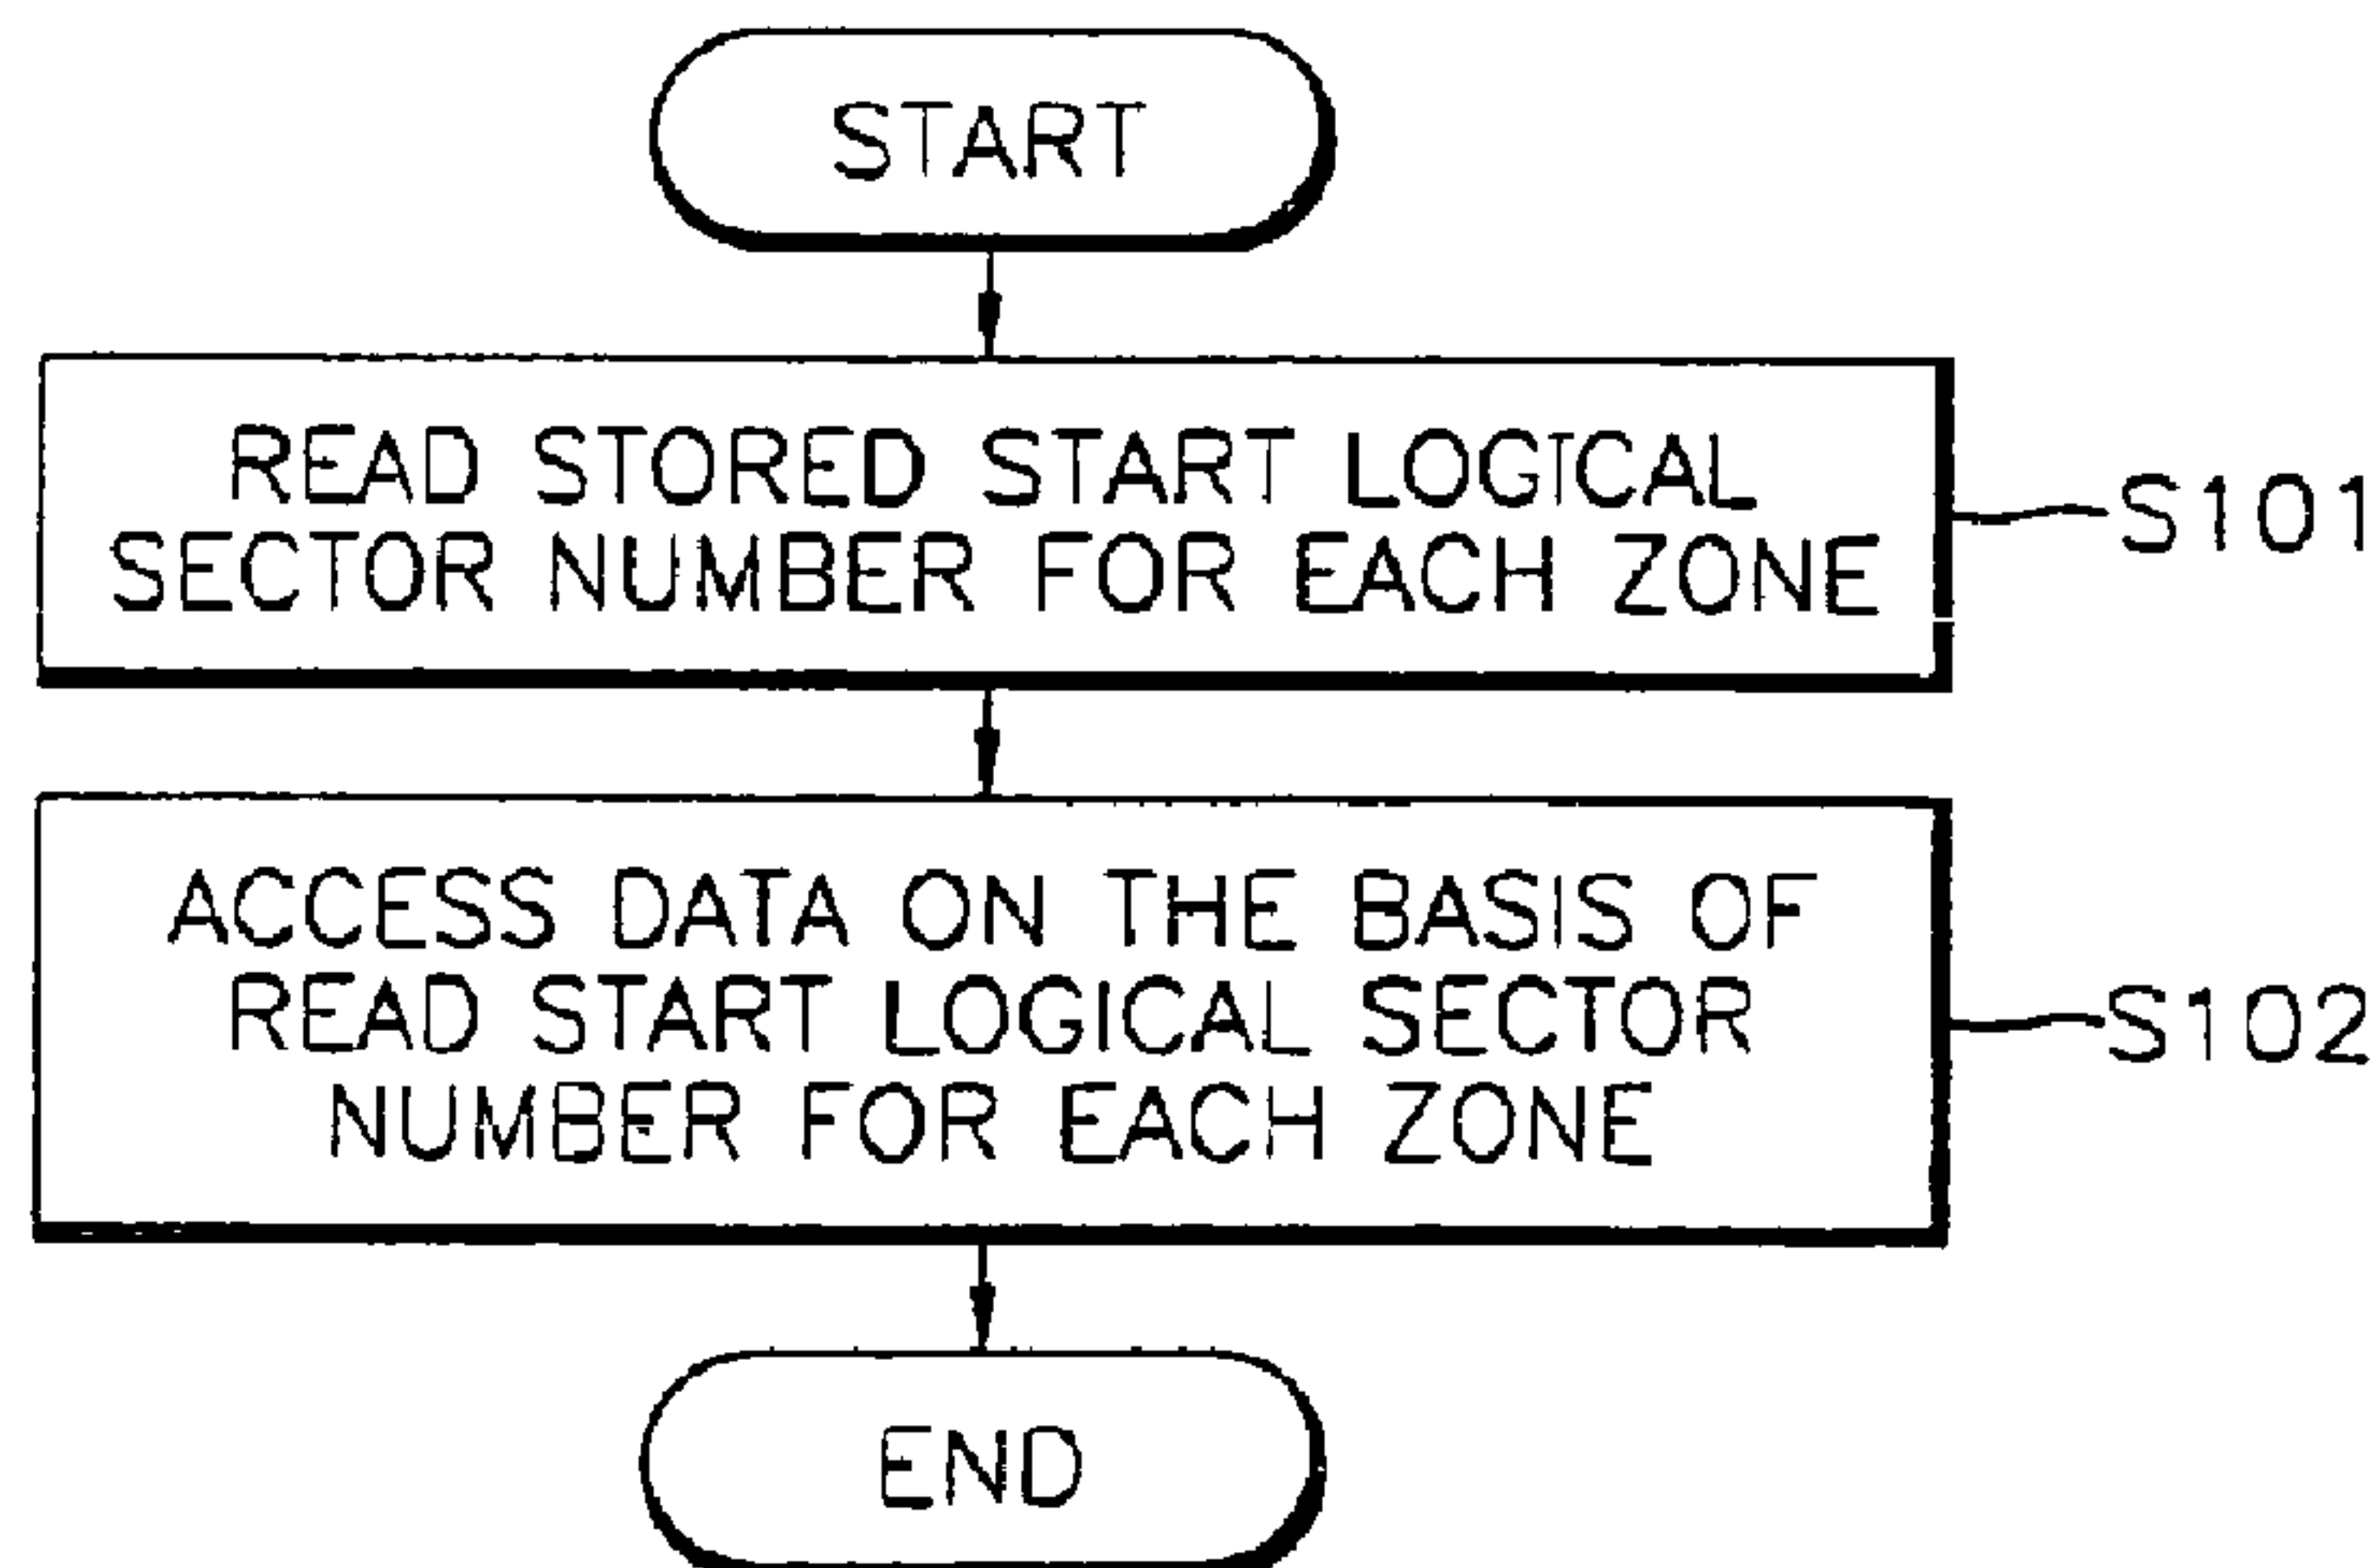 START
READ STORED START LOGICAL
SECTOR NUMBER FOR EACH ZONE
S101
ACCESS DATA ON THE BASIS OF
READ START LOGICAL SECTOR
NUMBER FOR EACH ZONE
S102
END